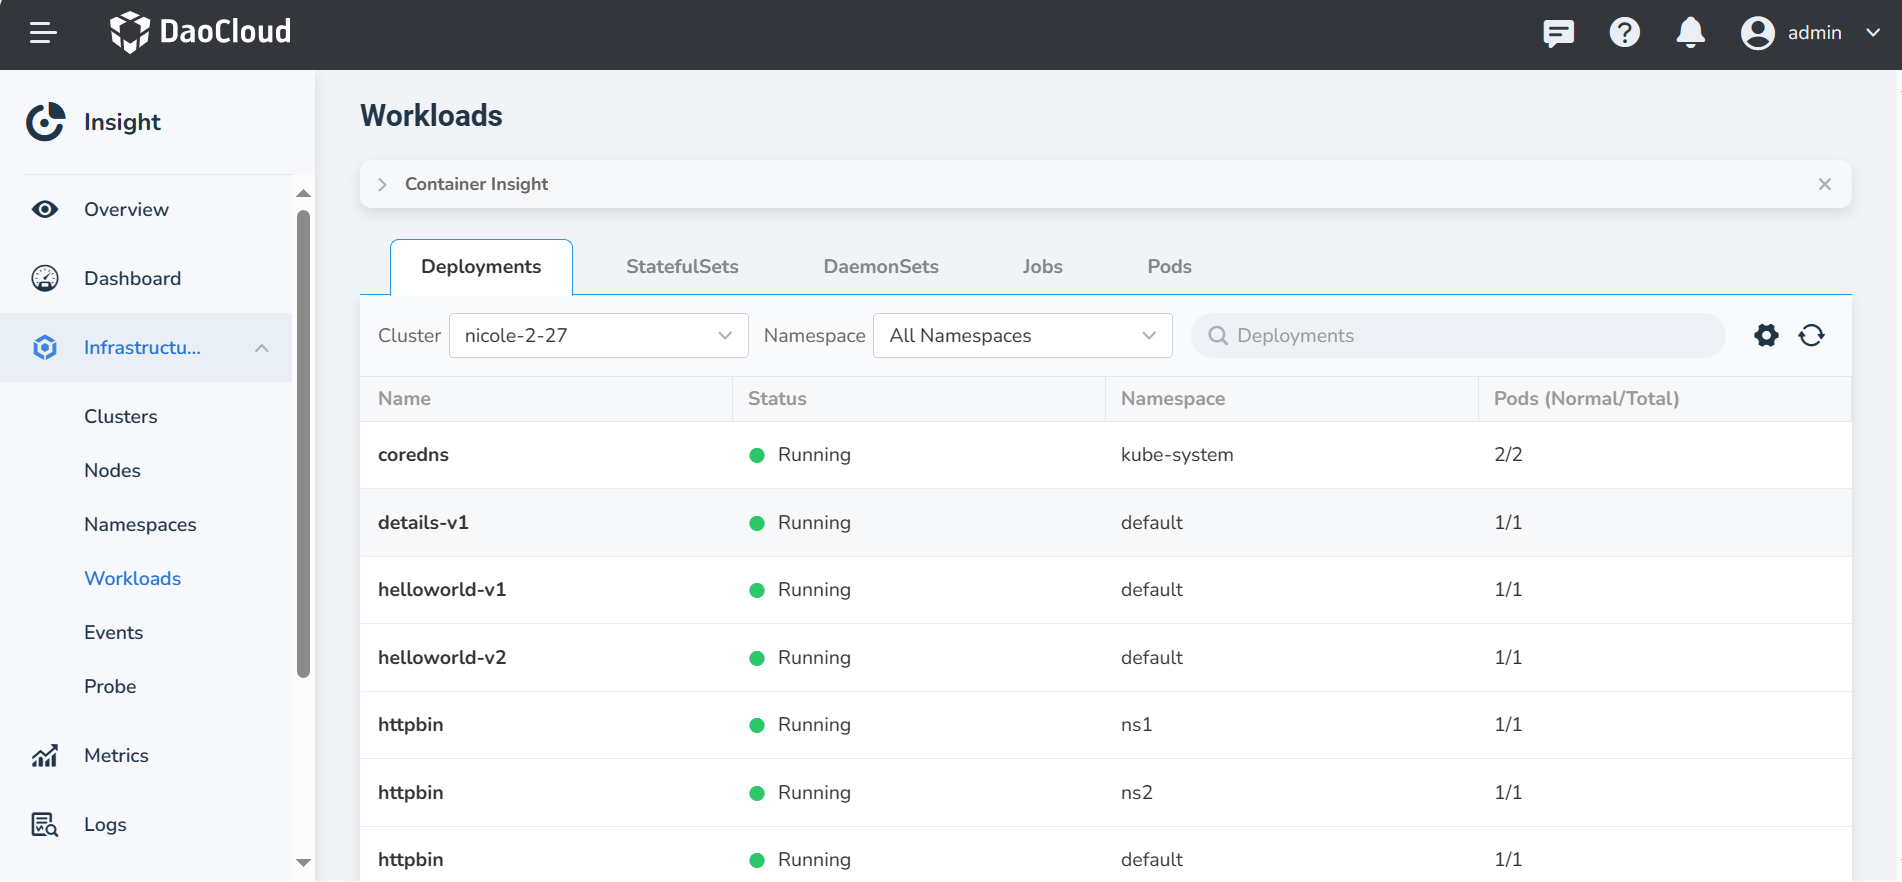 DaoCloud
admin
Insight
Overview
Dashboard
Infrastructu...
Clusters
Nodes
Namespaces
Workloads
Events
Probe
Metrics
Logs
Workloads
Container Insight
Deployments StatefulSets DaemonSets Jobs Pods
Cluster nicole-2-27 Namespace All Namespaces Deployments
Name Status Namespace Pods (Normal/Total)
coredns Running kube-system 2/2
details-v1 Running default 1/1
helloworld-v1 Running default 1/1
helloworld-v2 Running default 1/1
httpbin Running ns1 1/1
httpbin Running ns2 1/1
httpbin Running default 1/1